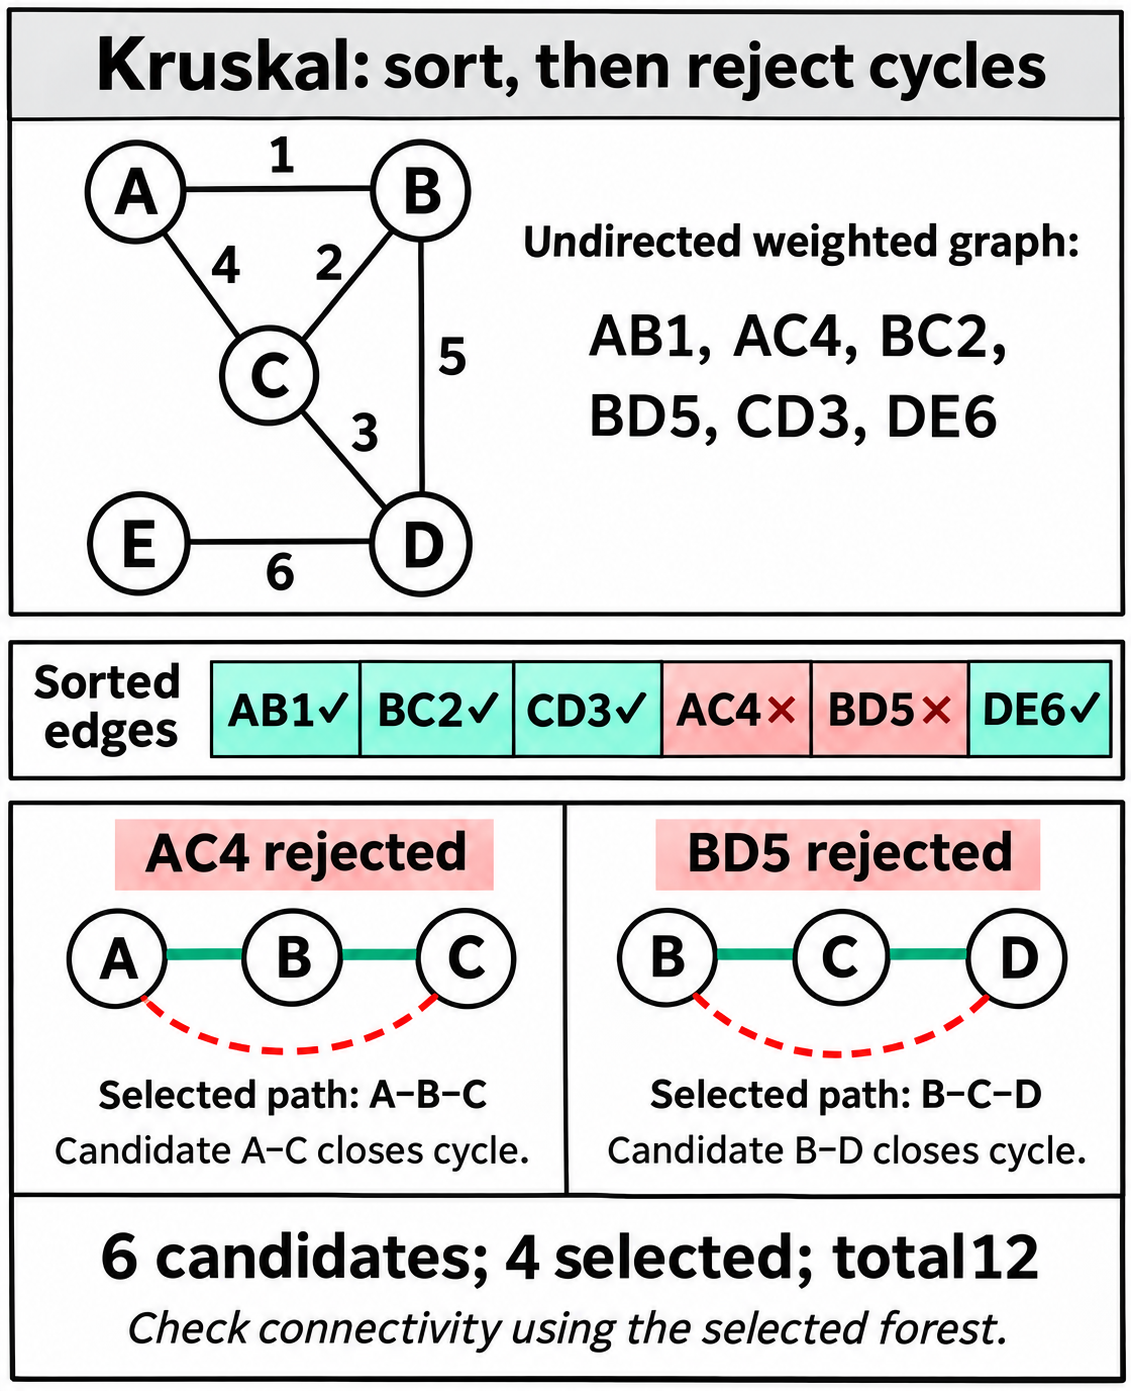 Kruskal: sort, then reject cycles
A
1
B
4
2
C
5
3
E
6
D
Undirected weighted graph:
AB1, AC4, BC2,
BD5, CD3, DE6
Sorted
edges
AB1✓ BC2✓ CD3✓ AC4✕ BD5✕ DE6✓
AC4 rejected
A B C
Selected path: A–B–C
Candidate A–C closes cycle.
BD5 rejected
B C D
Selected path: B–C–D
Candidate B–D closes cycle.
6 candidates; 4 selected; total 12
Check connectivity using the selected forest.